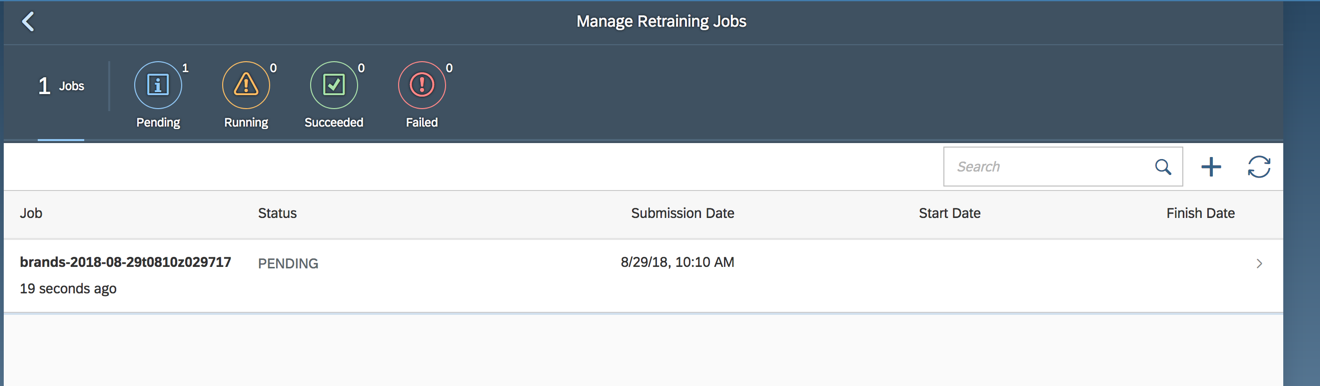 Manage Retraining Jobs
1 Jobs
1 0 0 0
Pending Running Succeeded Failed
Search
Job Status Submission Date Start Date Finish Date
brands-2018-08-29t0810z029717 PENDING 8/29/18, 10:10 AM
19 seconds ago